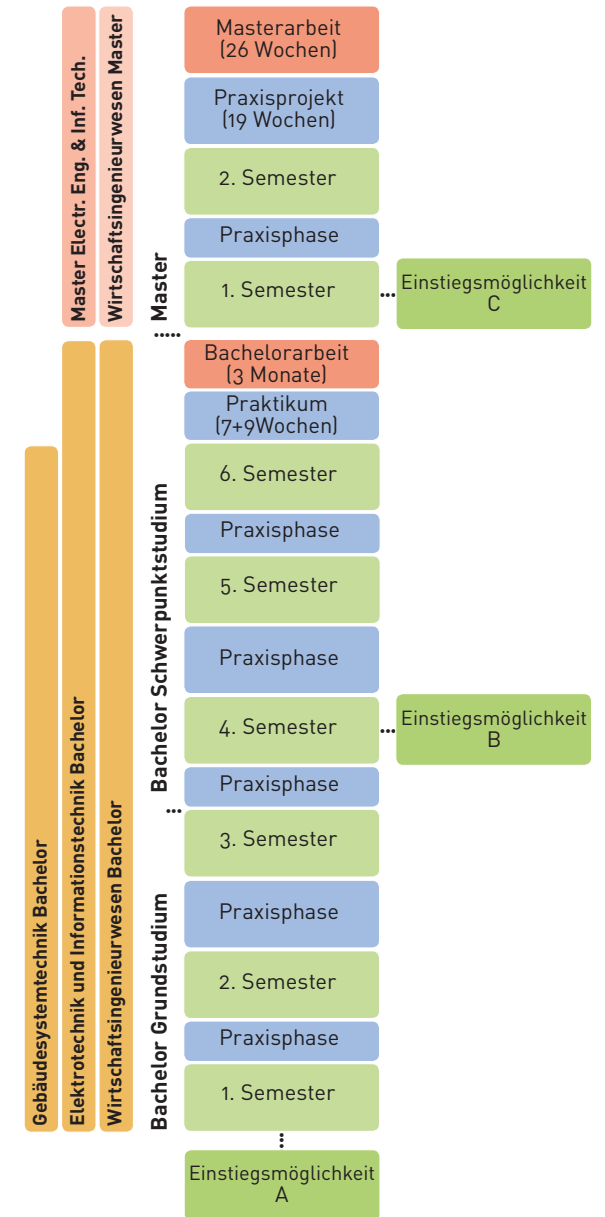 Masterarbeit
(26 Wochen)
Praxisprojekt
(19 Wochen)
2. Semester
Praxisphase
1. Semester
Einstiegsmöglichkeit
C
Bachelorarbeit
(3 Monate)
Praktikum
(7+9Wochen)
6. Semester
Praxisphase
5. Semester
Praxisphase
4. Semester
Einstiegsmöglichkeit
B
Praxisphase
3. Semester
Praxisphase
2. Semester
Praxisphase
1. Semester
Einstiegsmöglichkeit
A
Master Electr. Eng. & Inf. Tech.
Wirtschaftsingenieurwesen Master
Master
Gebäudesystemtechnik Bachelor
Elektrotechnik und Informationstechnik Bachelor
Wirtschaftsingenieurwesen Bachelor
Bachelor Schwerpunktstudium
Bachelor Grundstudium